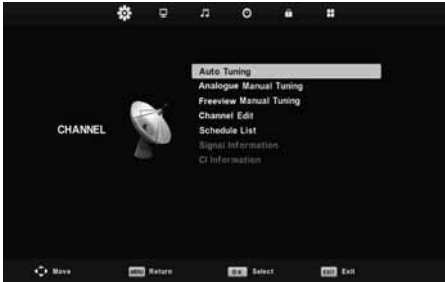 Auto Tuning
Analogue Manual Tuning
Freeview Manual Tuning
Channel Edit
CHANNEL
Schedule List
Signal Information
CI Information
Move
MENU Return
OK Select
EXIT Exit